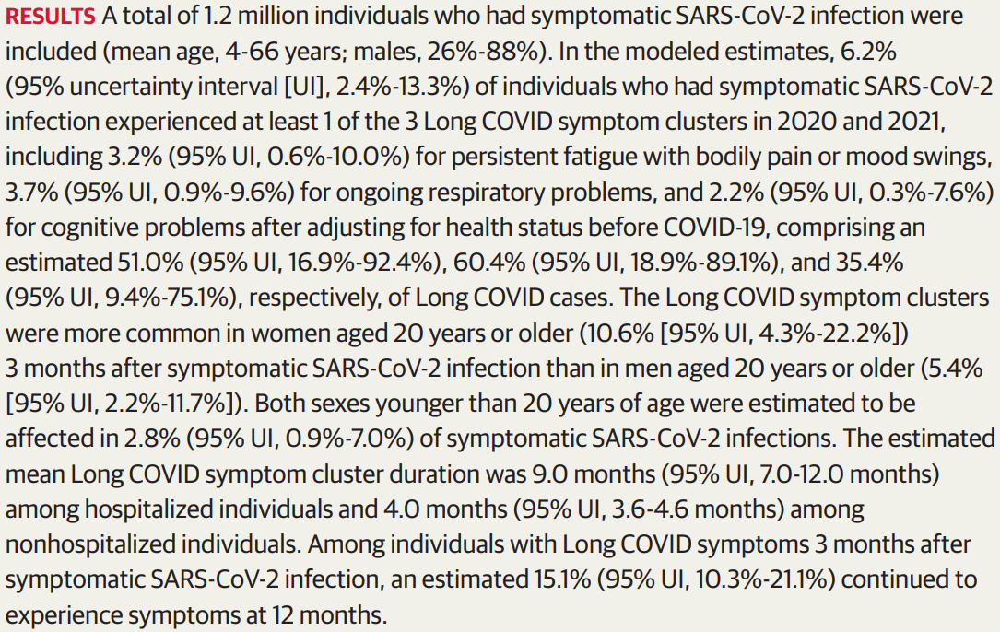 RESULTS A total of 1.2 million individuals who had symptomatic SARS-CoV-2 infection were
included (mean age, 4-66 years; males, 26%-88%). In the modeled estimates, 6.2%
(95% uncertainty interval [UI], 2.4%-13.3%) of individuals who had symptomatic SARS-CoV-2
infection experienced at least 1 of the 3 Long COVID symptom clusters in 2020 and 2021,
including 3.2% (95% UI, 0.6%-10.0%) for persistent fatigue with bodily pain or mood swings,
3.7% (95% UI, 0.9%-9.6%) for ongoing respiratory problems, and 2.2% (95% UI, 0.3%-7.6%)
for cognitive problems after adjusting for health status before COVID-19, comprising an
estimated 51.0% (95% UI, 16.9%-92.4%), 60.4% (95% UI, 18.9%-89.1%), and 35.4%
(95% UI, 9.4%-75.1%), respectively, of Long COVID cases. The Long COVID symptom clusters
were more common in women aged 20 years or older (10.6% [95% UI, 4.3%-22.2%])
3 months after symptomatic SARS-CoV-2 infection than in men aged 20 years or older (5.4%
[95% UI, 2.2%-11.7%]). Both sexes younger than 20 years of age were estimated to be
affected in 2.8% (95% UI, 0.9%-7.0%) of symptomatic SARS-CoV-2 infections. The estimated
mean Long COVID symptom cluster duration was 9.0 months (95% UI, 7.0-12.0 months)
among hospitalized individuals and 4.0 months (95% UI, 3.6-4.6 months) among
nonhospitalized individuals. Among individuals with Long COVID symptoms 3 months after
symptomatic SARS-CoV-2 infection, an estimated 15.1% (95% UI, 10.3%-21.1%) continued to
experience symptoms at 12 months.